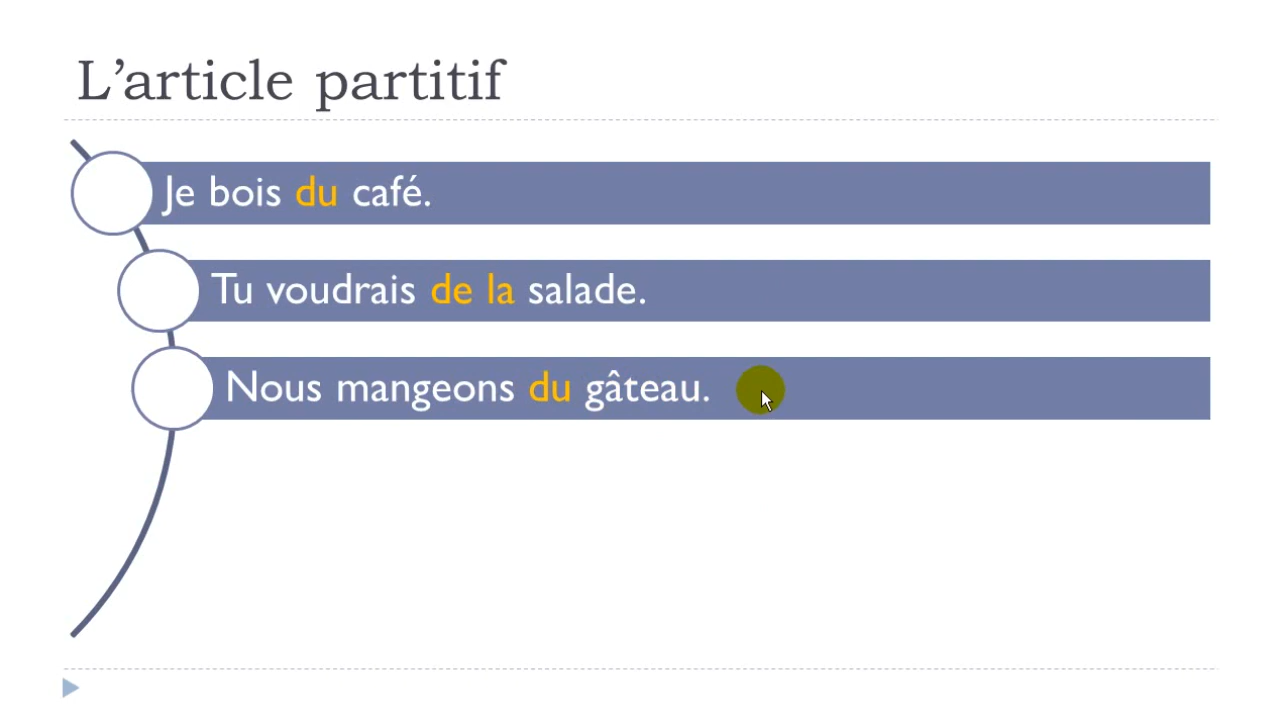 L’article partitif
Je bois du café.
Tu voudrais de la salade.
Nous mangeons du gâteau.